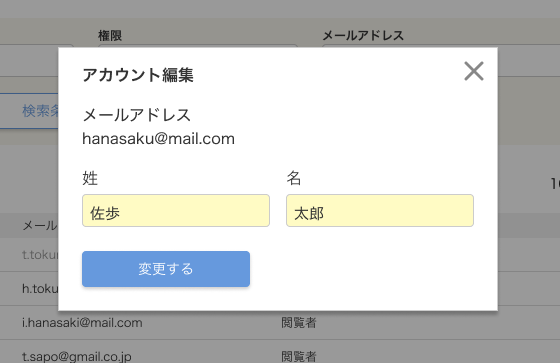 権限
メールアドレス
アカウント編集
検索条
メールアドレス
hanasaku@mail.com
姓
名
佐歩
太郎
変更する
メール
t.tokur
h.toku
i.hanasaki@mail.com
閲覧者
t.sapo@gmail.co.jp
閲覧者